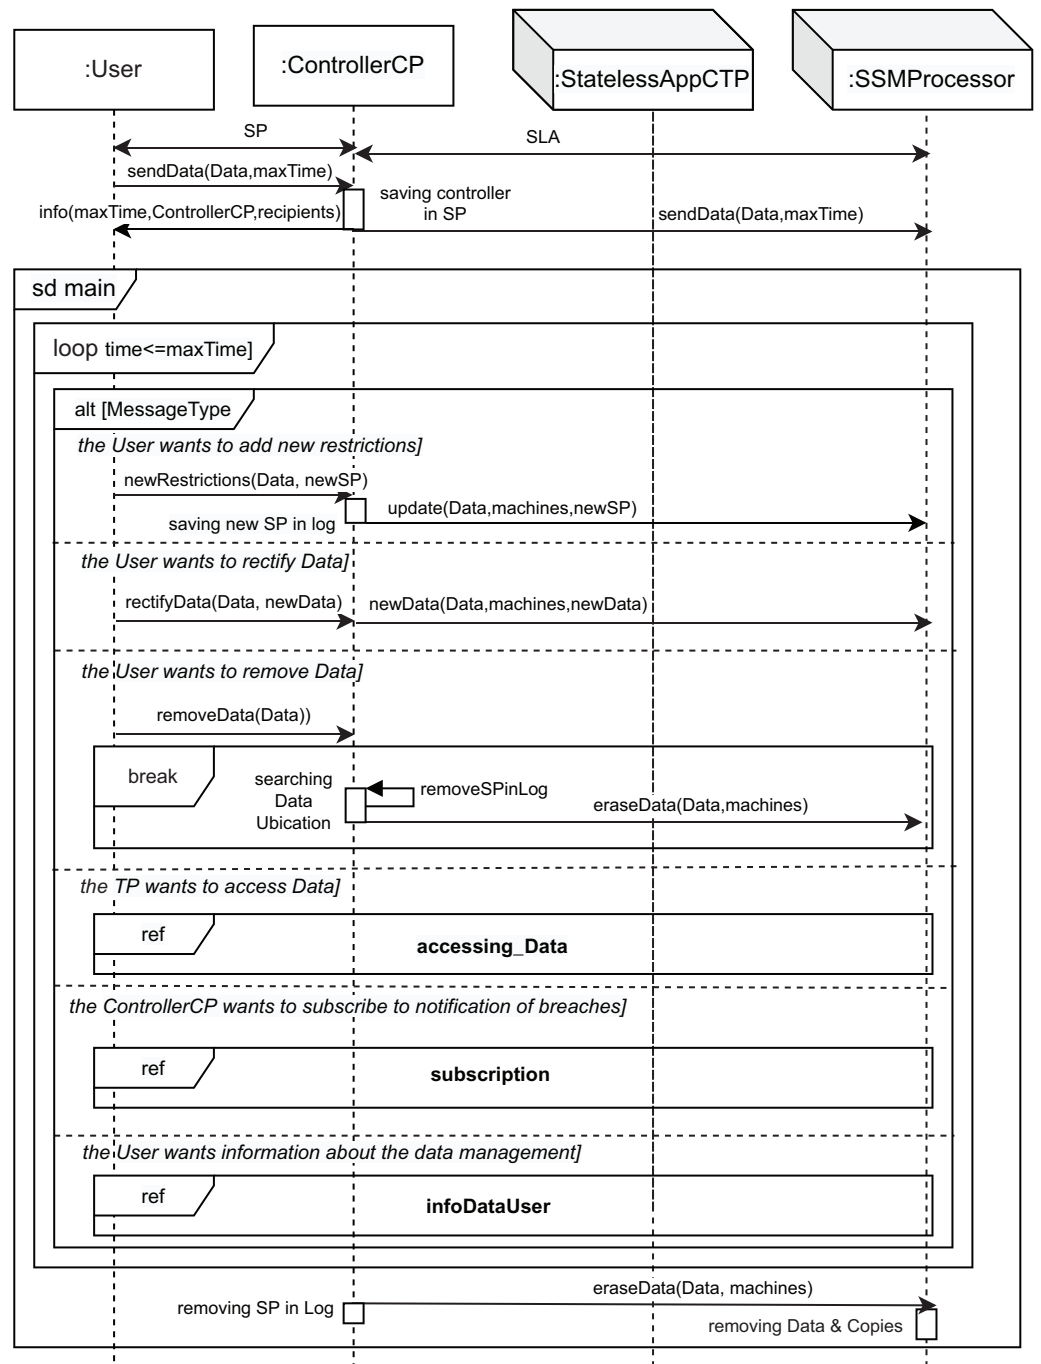 :User
:ControllerCP
:StatelessAppCTP
:SSMProcessor
SP
SLA
sendData(Data,maxTime)
saving controller
in SP
info(maxTime,ControllerCP,recipients)
sendData(Data,maxTime)
sd main
loop time<=maxTime]
alt [MessageType
the User wants to add new restrictions]
newRestrictions(Data, newSP)
update(Data,machines,newSP)
saving new SP in log
the User wants to rectify Data]
rectifyData(Data, newData)
newData(Data,machines,newData)
the User wants to remove Data]
removeData(Data))
break
searching
Data
Ubication
removeSPinLog
eraseData(Data,machines)
the TP wants to access Data]
ref
accessing_Data
the ControllerCP wants to subscribe to notification of breaches]
ref
subscription
the User wants information about the data management]
ref
infoDataUser
eraseData(Data, machines)
removing SP in Log
removing Data & Copies